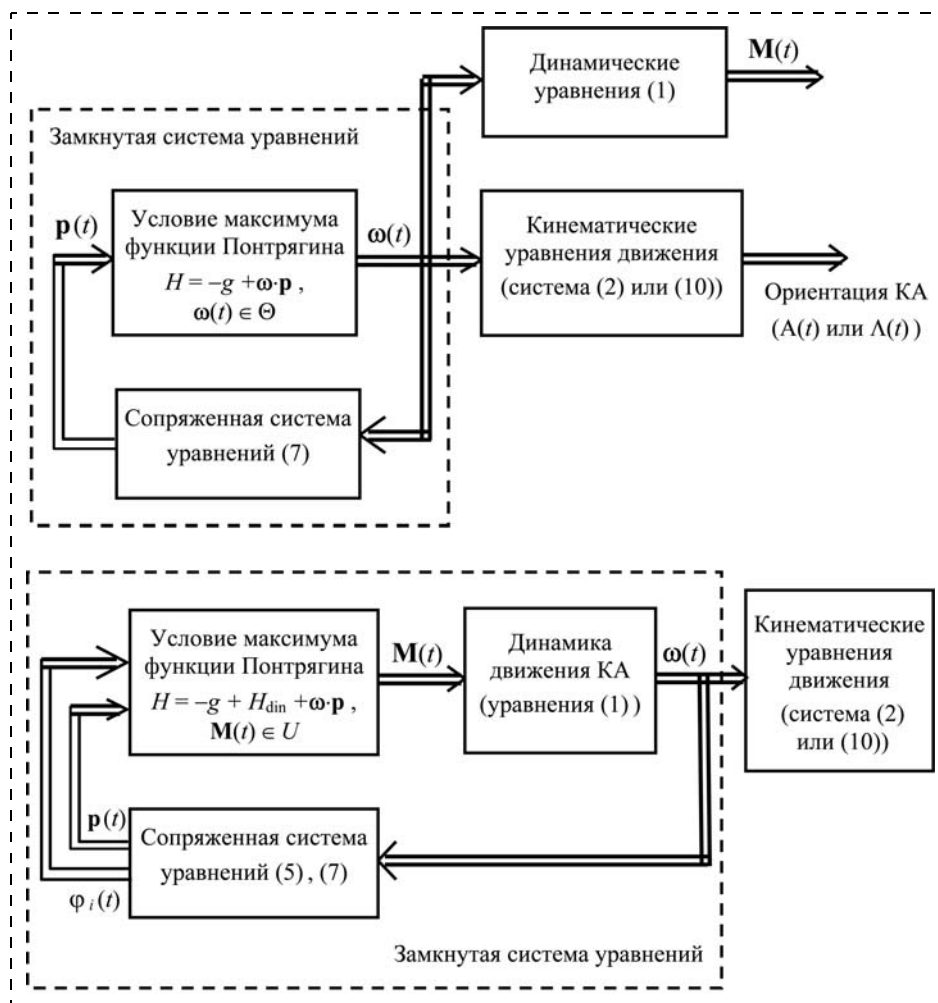 Динамические
уравнения (1)
M(t)
Замкнутая система уравнений
p(t)
Условие максимума
функции Понтрягина
H = –g +ω·p ,
ω(t) ∈ Θ
ω(t)
Кинематические
уравнения движения
(система (2) или (10))
Ориентация КА
(A(t) или Λ(t) )
Сопряженная система
уравнений (7)
Условие максимума
функции Понтрягина
H = –g + Hdin +ω·p ,
M(t) ∈ U
M(t)
Динамика
движения КА
(уравнения (1) )
ω(t)
Кинематические
уравнения
движения
(система (2)
или (10))
p(t)
Сопряженная система
уравнений (5) , (7)
φi(t)
Замкнутая система уравнений